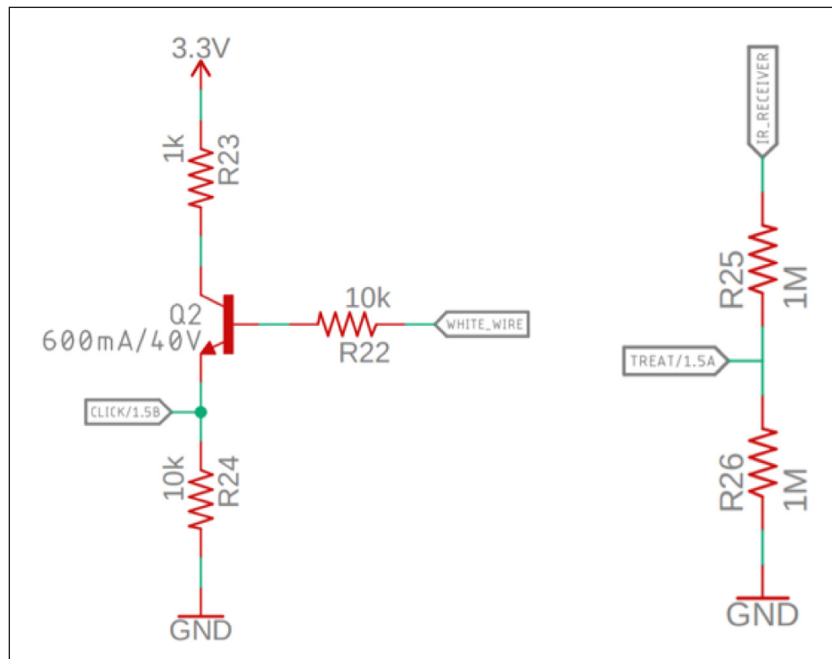 3.3V
1k
R23
Q2
600mA/40V
10k
R22
WHITE_WIRE
CLICK/1.5B
10k
R24
GND
IR_RECEIVER
R25
1M
TREAT/1.5A
R26
1M
GND